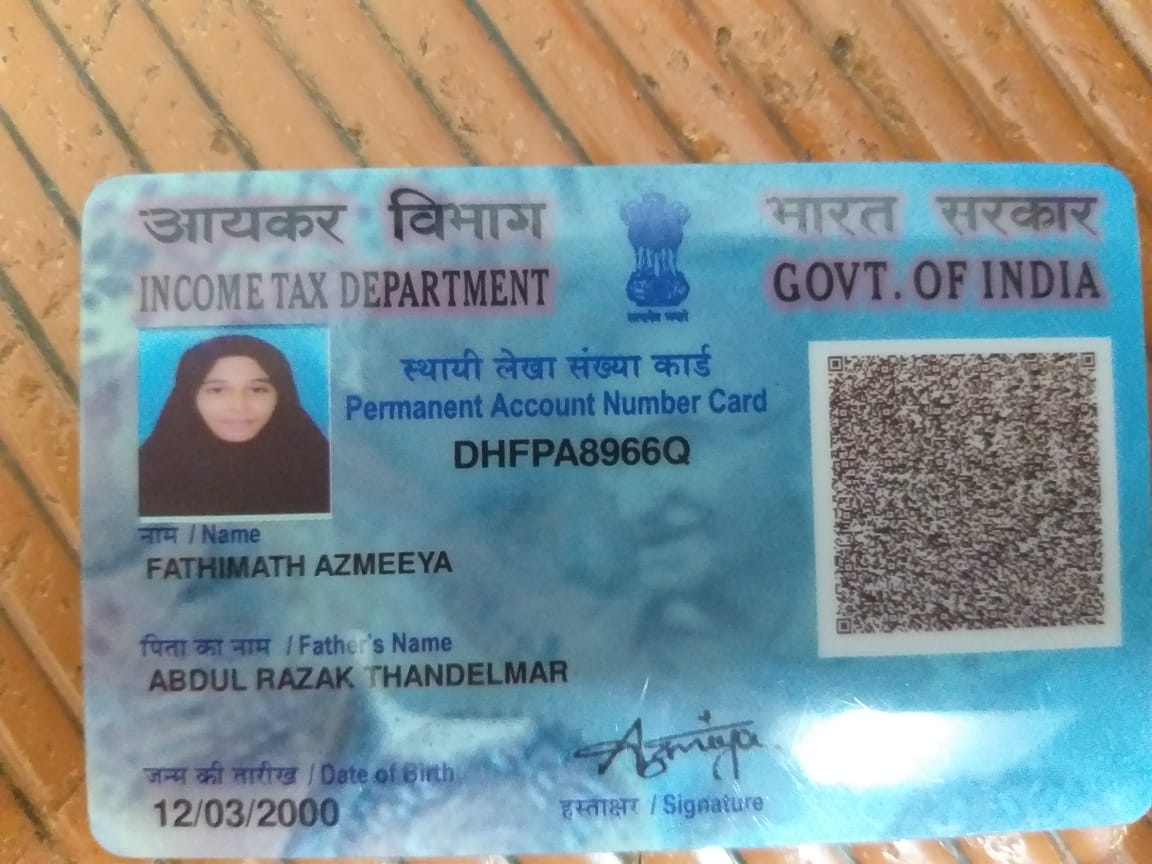 आयकर विभाग
INCOME TAX DEPARTMENT
भारत सरकार
GOVT. OF INDIA
सत्यमेव जयते
स्थायी लेखा संख्या कार्ड
Permanent Account Number Card
DHFPA8966Q
नाम / Name
FATHIMATH AZMEEYA
पिता का नाम / Father's Name
ABDUL RAZAK THANDELMAR
जन्म की तारीख / Date of Birth
12/03/2000
Azmeeya
हस्ताक्षर / Signature